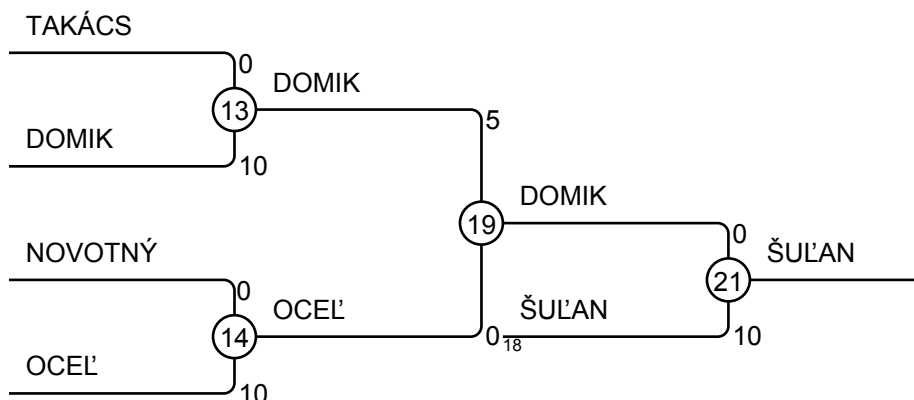 TAKÁCS
0
13
DOMIK
DOMIK
10
5
19
DOMIK
NOVOTNÝ
0
14
OCEĽ
OCEĽ
10
0
18
ŠUĽAN
0
21
ŠUĽAN
10